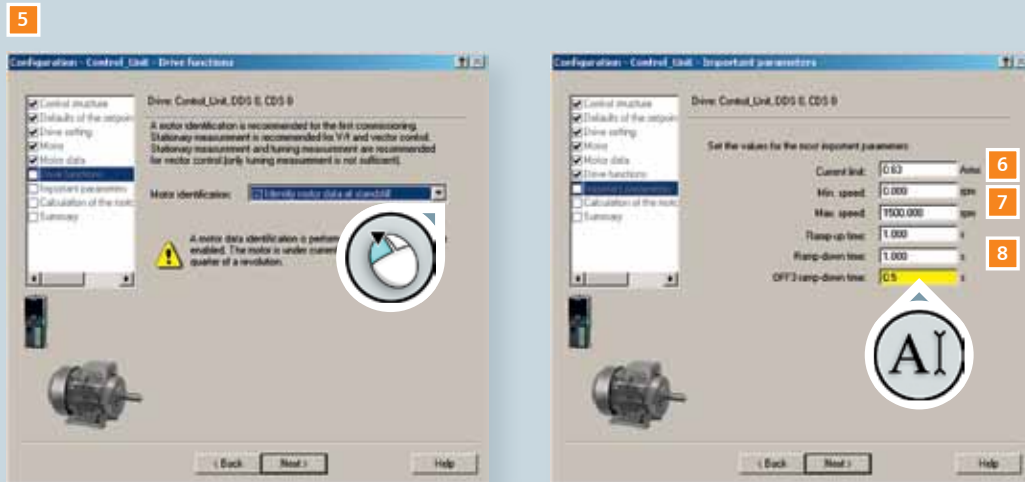 5
Configuration - Control_Unit - Drive functions
Control structure
Defaults of the setpoin
Drive setting
Motor
Motor data
Drive functions
Important parameters
Calculation of the moto
Summary
Drive: Control_Unit, DDS 0, CDS 0
A motor identification is recommended for the first commissioning.
Stationary measurement is recommended for V/f and vector control.
Stationary measurement and turning measurement are recommended
for vector control (only turning measurement is not sufficient).
Motor identification:
[2] Identify motor data at standstill
A motor data identification is perform
enabled. The motor is under current
quarter of a revolution.
< Back
Next >
Help
Configuration - Control_Unit - Important parameters
Control structure
Defaults of the setpoin
Drive setting
Motor
Motor data
Drive functions
Important parameters
Calculation of the moto
Summary
Drive: Control_Unit, DDS 0, CDS 0
Set the values for the most important parameters:
Current limit: 0.63 Arms 6
Min. speed: 0.000 rpm 7
Max. speed: 1500.000 rpm
Ramp-up time: 1.000 s
Ramp-down time: 1.000 s 8
OFF3 ramp-down time: 0.5 s
A
< Back
Next >
Help